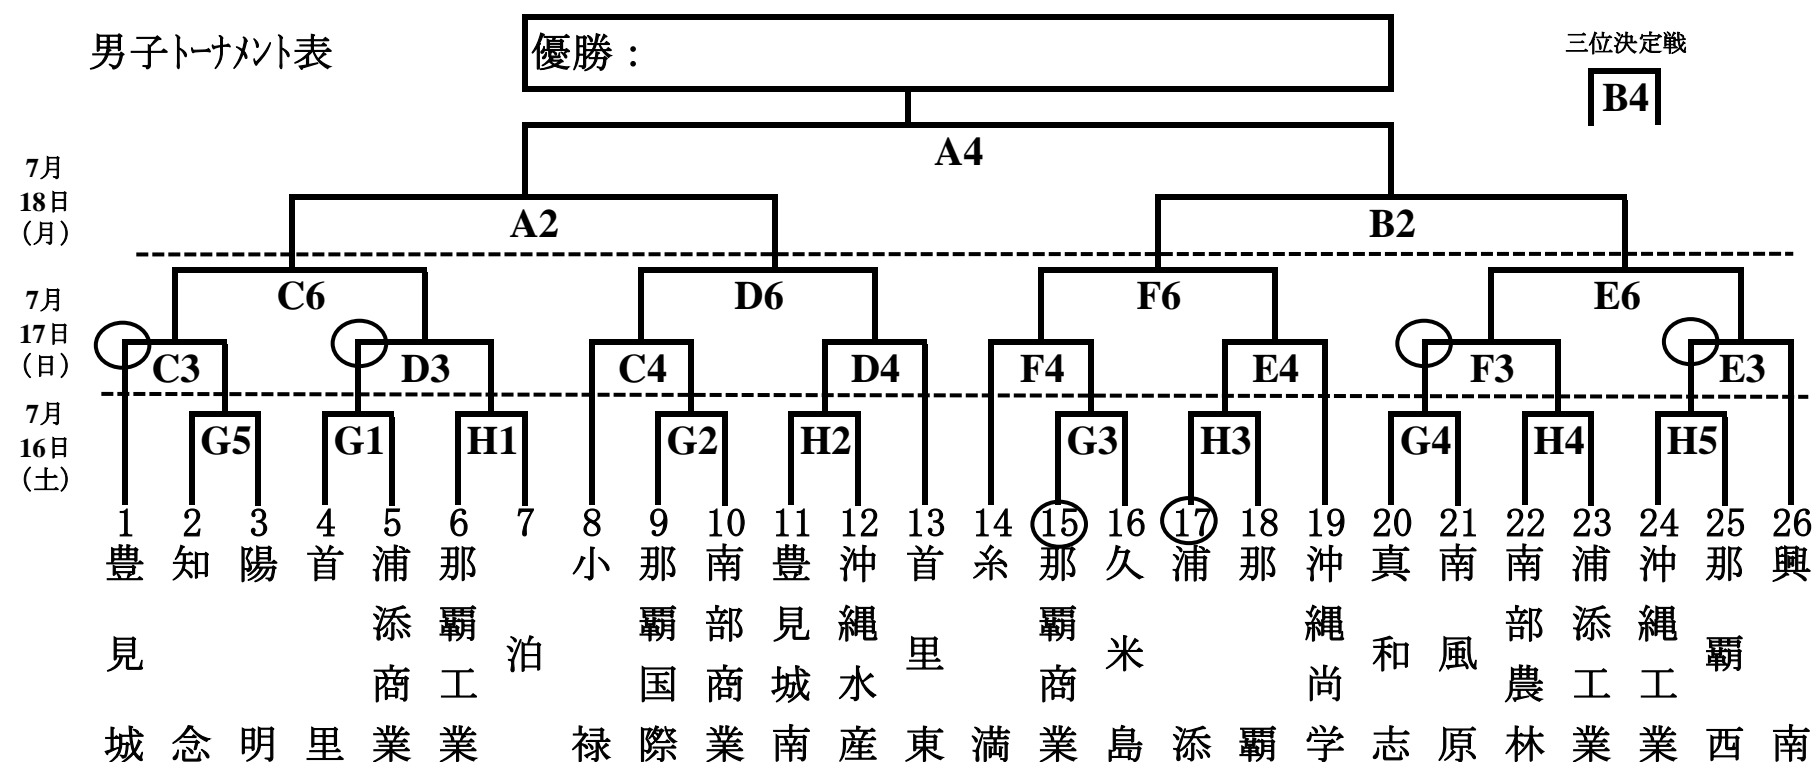 男子トーナメント表
優勝：
三位決定戦
B4
A4
7月
18日
（月）
A2 B2
C6 D6 F6 E6
7月
17日
（日）
C3 D3 C4 D4 F4 E4 F3 E3
7月
16日
（土）
G5 G1 H1 G2 H2 G3 H3 G4 H4 H5
1 2 3 4 5 6 7 8 9 10 11 12 13 14 15 16 17 18 19 20 21 22 23 24 25 26
豊見城
知念
陽明
首里
浦添商業
那覇工業
泊
小禄
那覇国際
南部商業
豊見城南
沖縄水産
首里東
糸満
那覇商業
久米島
浦添
那覇
沖縄尚学
真和志
南風原
南部農林
浦添工業
沖縄工業
那覇西
興南